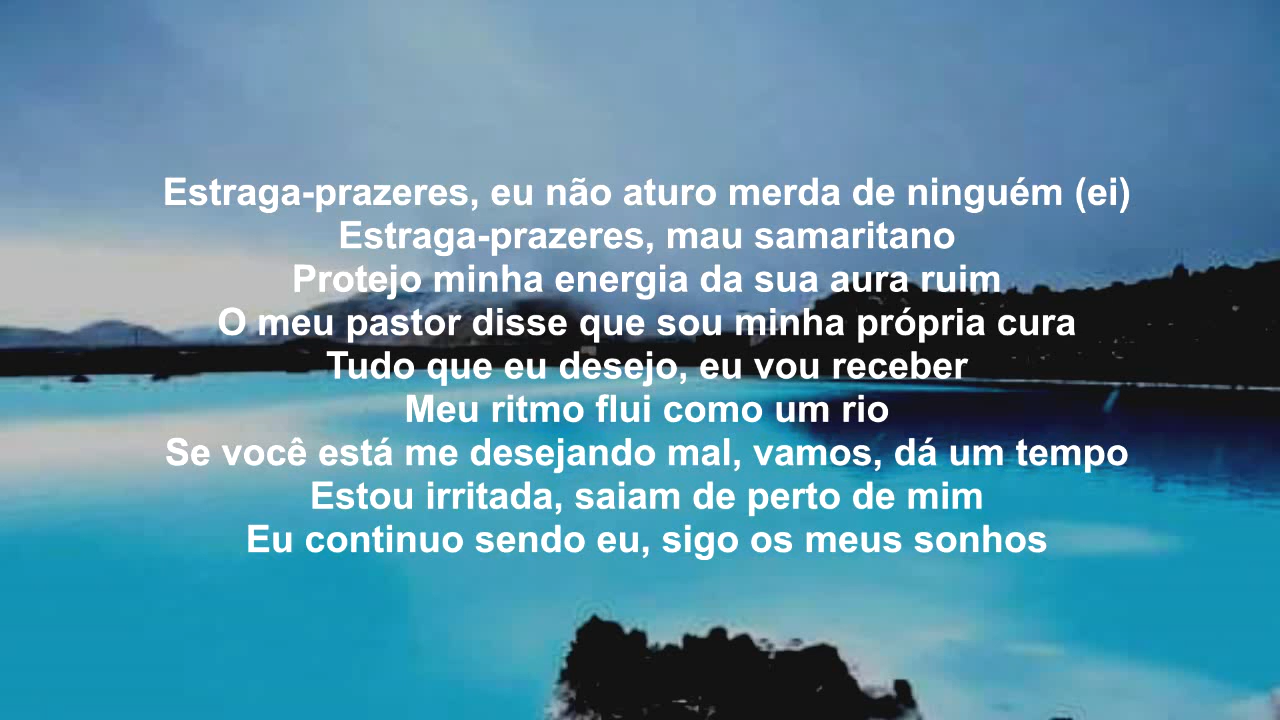 Estraga-prazeres, eu não aturo merda de ninguém (ei)
Estraga-prazeres, mau samaritano
Protejo minha energia da sua aura ruim
O meu pastor disse que sou minha própria cura
Tudo que eu desejo, eu vou receber
Meu ritmo flui como um rio
Se você está me desejando mal, vamos, dá um tempo
Estou irritada, saiam de perto de mim
Eu continuo sendo eu, sigo os meus sonhos